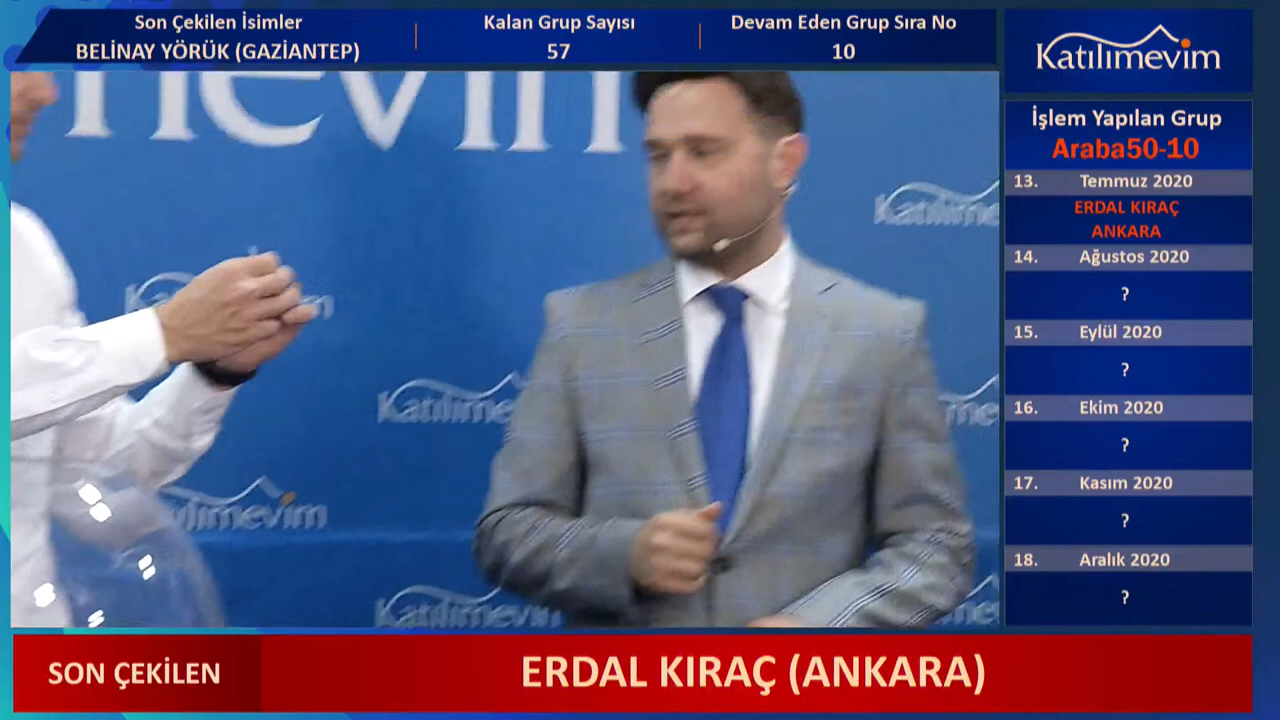 Son Çekilen İsimler
BELİNAY YÖRÜK (GAZİANTEP)
Kalan Grup Sayısı
57
Devam Eden Grup Sıra No
10
Katılımevim
İşlem Yapılan Grup
Araba50-10
13. Temmuz 2020
ERDAL KIRAÇ
ANKARA
14. Ağustos 2020
?
15. Eylül 2020
?
16. Ekim 2020
?
17. Kasım 2020
?
18. Aralık 2020
?
SON ÇEKİLEN
ERDAL KIRAÇ (ANKARA)